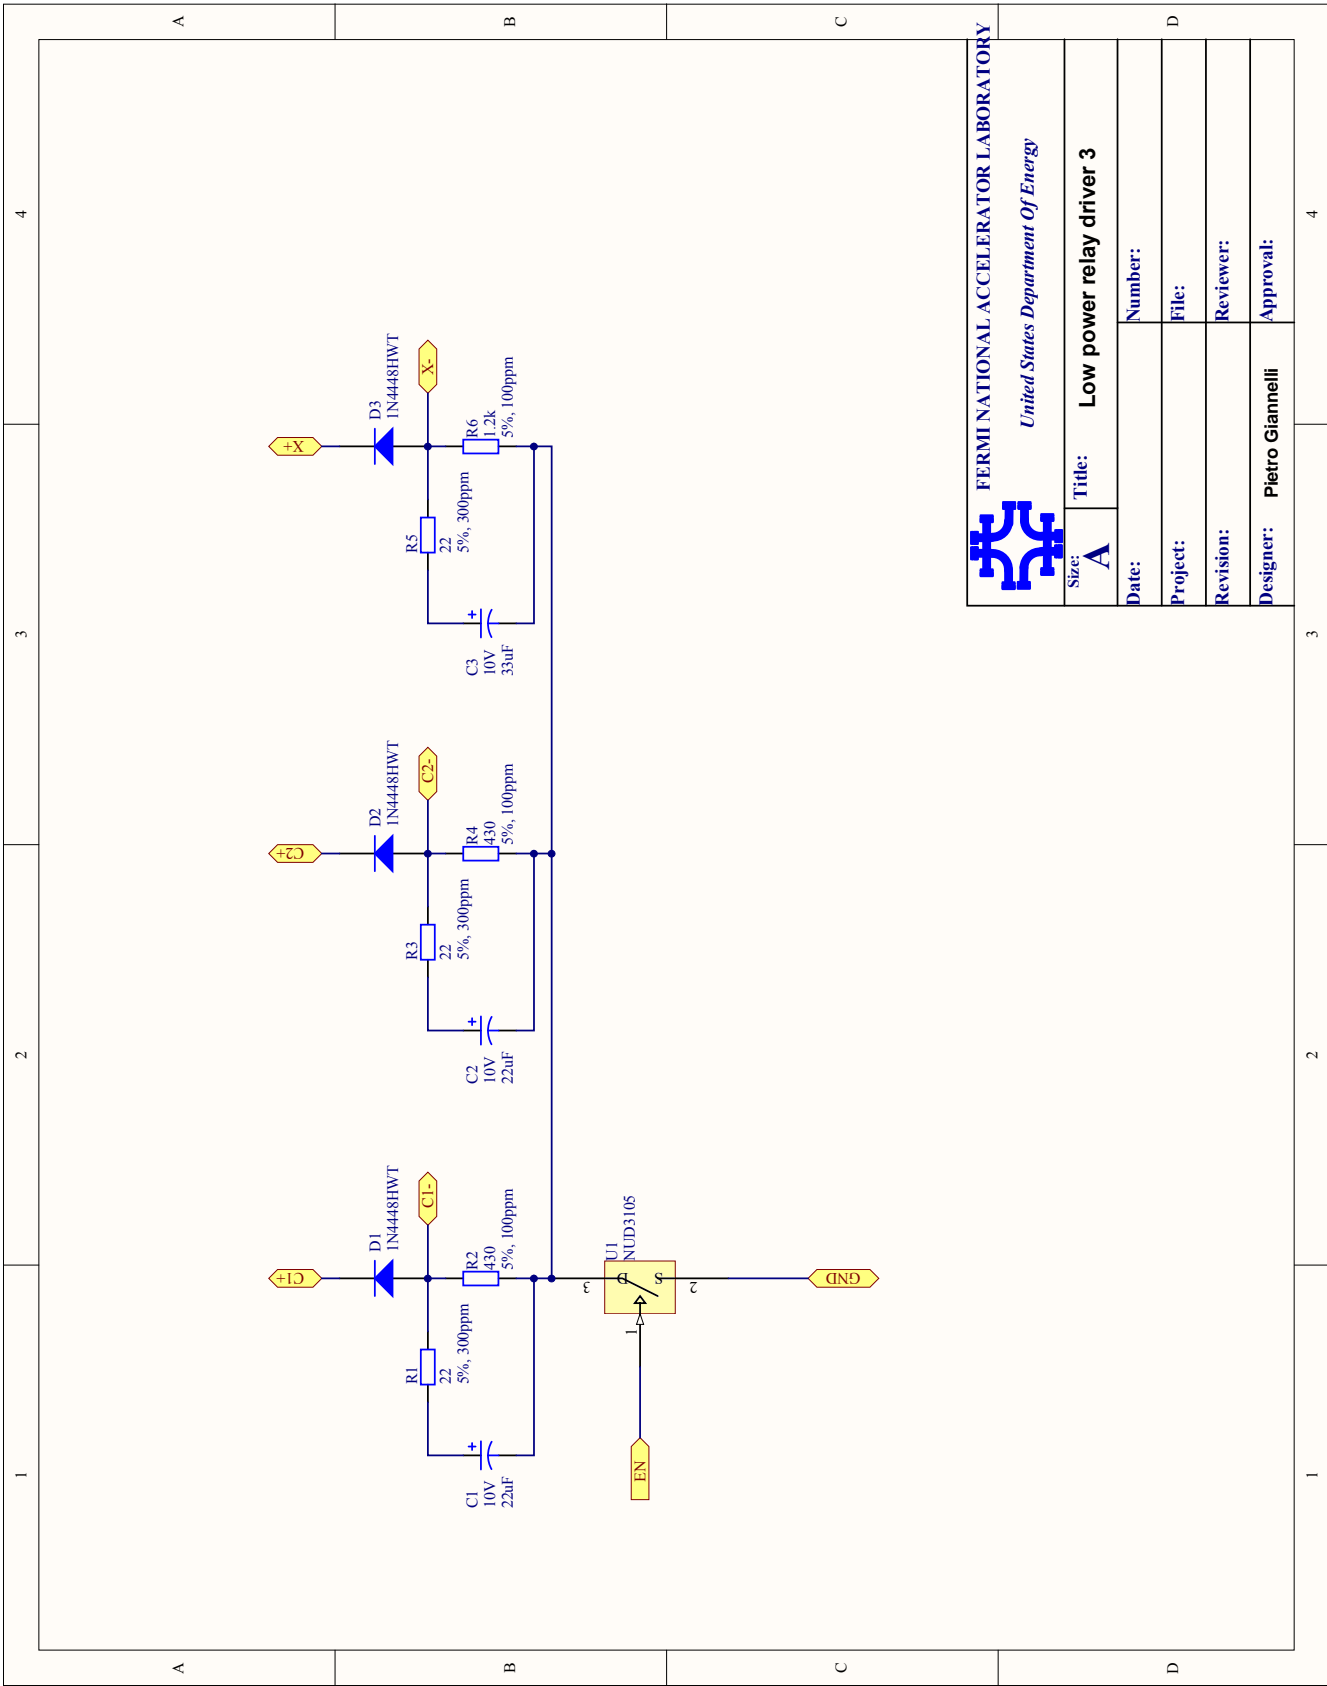 1
2
3
4
A
A
B
B
C
C
D
D
1
2
3
4
C1+
D1
1N4448HWT
C1-
R1
22
5%, 300ppm
R2
430
5%, 100ppm
C1
10V
22uF
+
C2+
D2
1N4448HWT
C2-
R3
22
5%, 300ppm
R4
430
5%, 100ppm
C2
10V
22uF
+
X+
D3
1N4448HWT
X-
R5
22
5%, 300ppm
R6
1.2k
5%, 100ppm
C3
10V
33uF
+
U1
NUD3105
3
D
S
2
1
EN
GND
FERMI NATIONAL ACCELERATOR LABORATORY
United States Department Of Energy
Size:
A
Title:
Low power relay driver 3
Date:
Number:
Project:
File:
Revision:
Reviewer:
Designer: Pietro Giannelli
Approval: